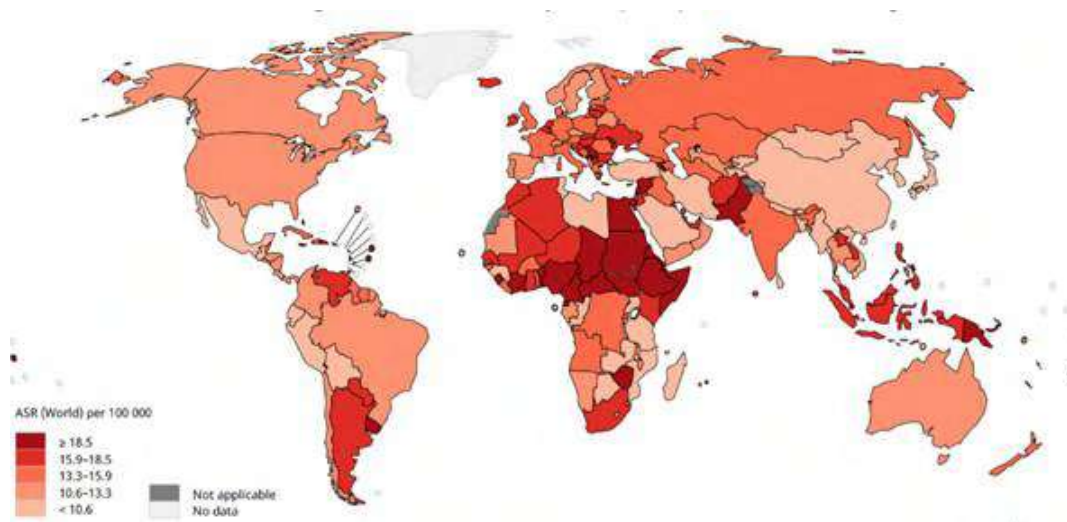 ASR (World) per 100 000
≥ 18.5
15.9–18.5
13.3–15.9
10.6–13.3
< 10.6
Not applicable
No data